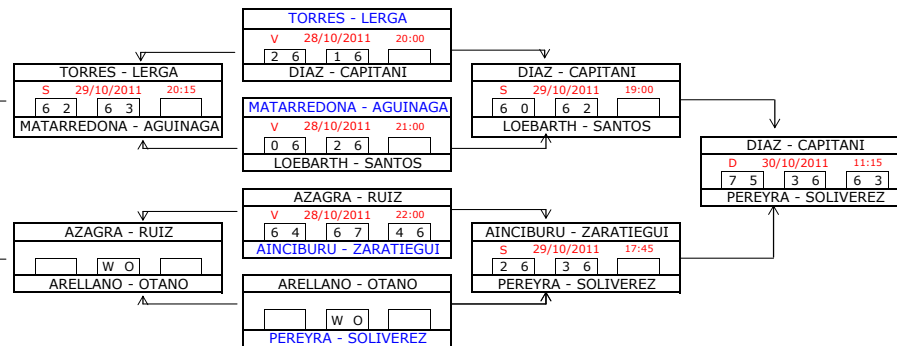 TORRES - LERGA
V 28/10/2011 20:00
2 6 1 6
DIAZ - CAPITANI
TORRES - LERGA
S 29/10/2011 20:15
6 2 6 3
MATARREDONA - AGUINAGA
MATARREDONA - AGUINAGA
V 28/10/2011 21:00
0 6 2 6
LOEBARTH - SANTOS
DIAZ - CAPITANI
S 29/10/2011 19:00
6 0 6 2
LOEBARTH - SANTOS
DIAZ - CAPITANI
D 30/10/2011 11:15
7 5 3 6 6 3
PEREYRA - SOLIVEREZ
AZAGRA - RUIZ
V 28/10/2011 22:00
6 4 6 7 4 6
AINCIBURU - ZARATIEGUI
AZAGRA - RUIZ
W O
ARELLANO - OTANO
ARELLANO - OTANO
W O
PEREYRA - SOLIVEREZ
AINCIBURU - ZARATIEGUI
S 29/10/2011 17:45
2 6 3 6
PEREYRA - SOLIVEREZ